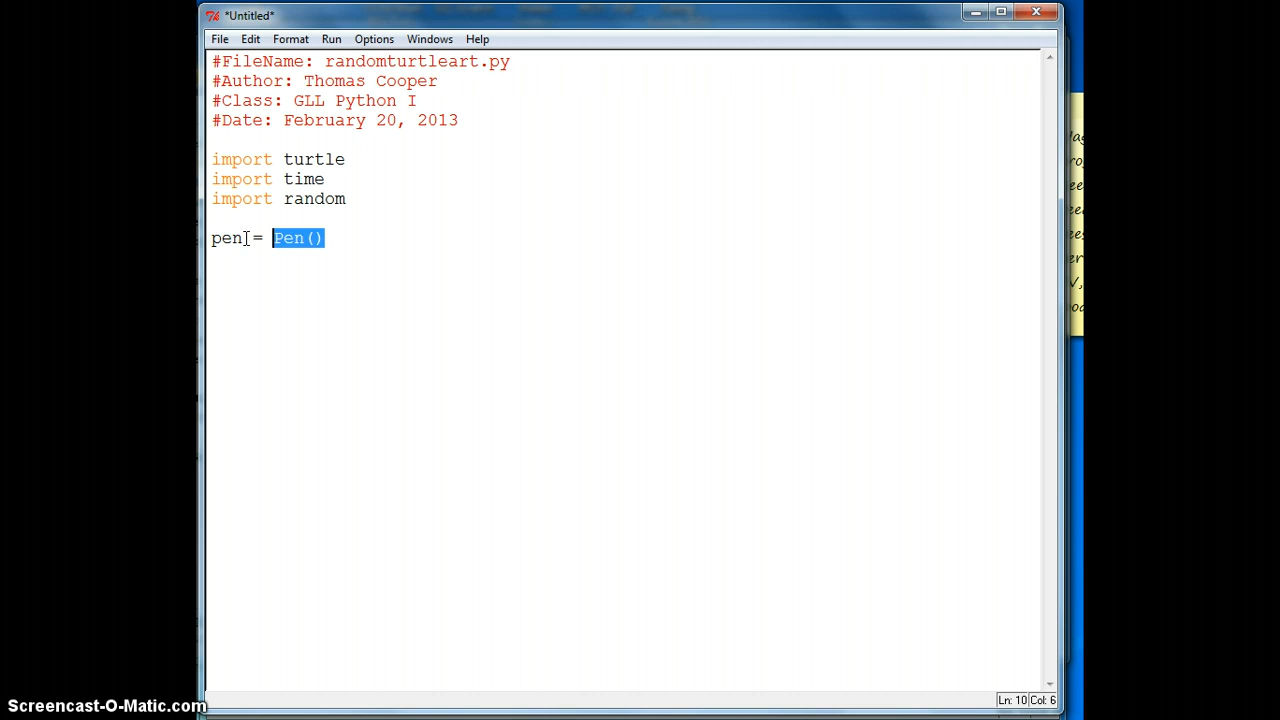 *Untitled*
File Edit Format Run Options Windows Help
#FileName: randomturtleart.py
#Author: Thomas Cooper
#Class: GLL Python I
#Date: February 20, 2013
import turtle
import time
import random
pen = Pen()
Ln: 10 Col: 6
Screencast-O-Matic.com